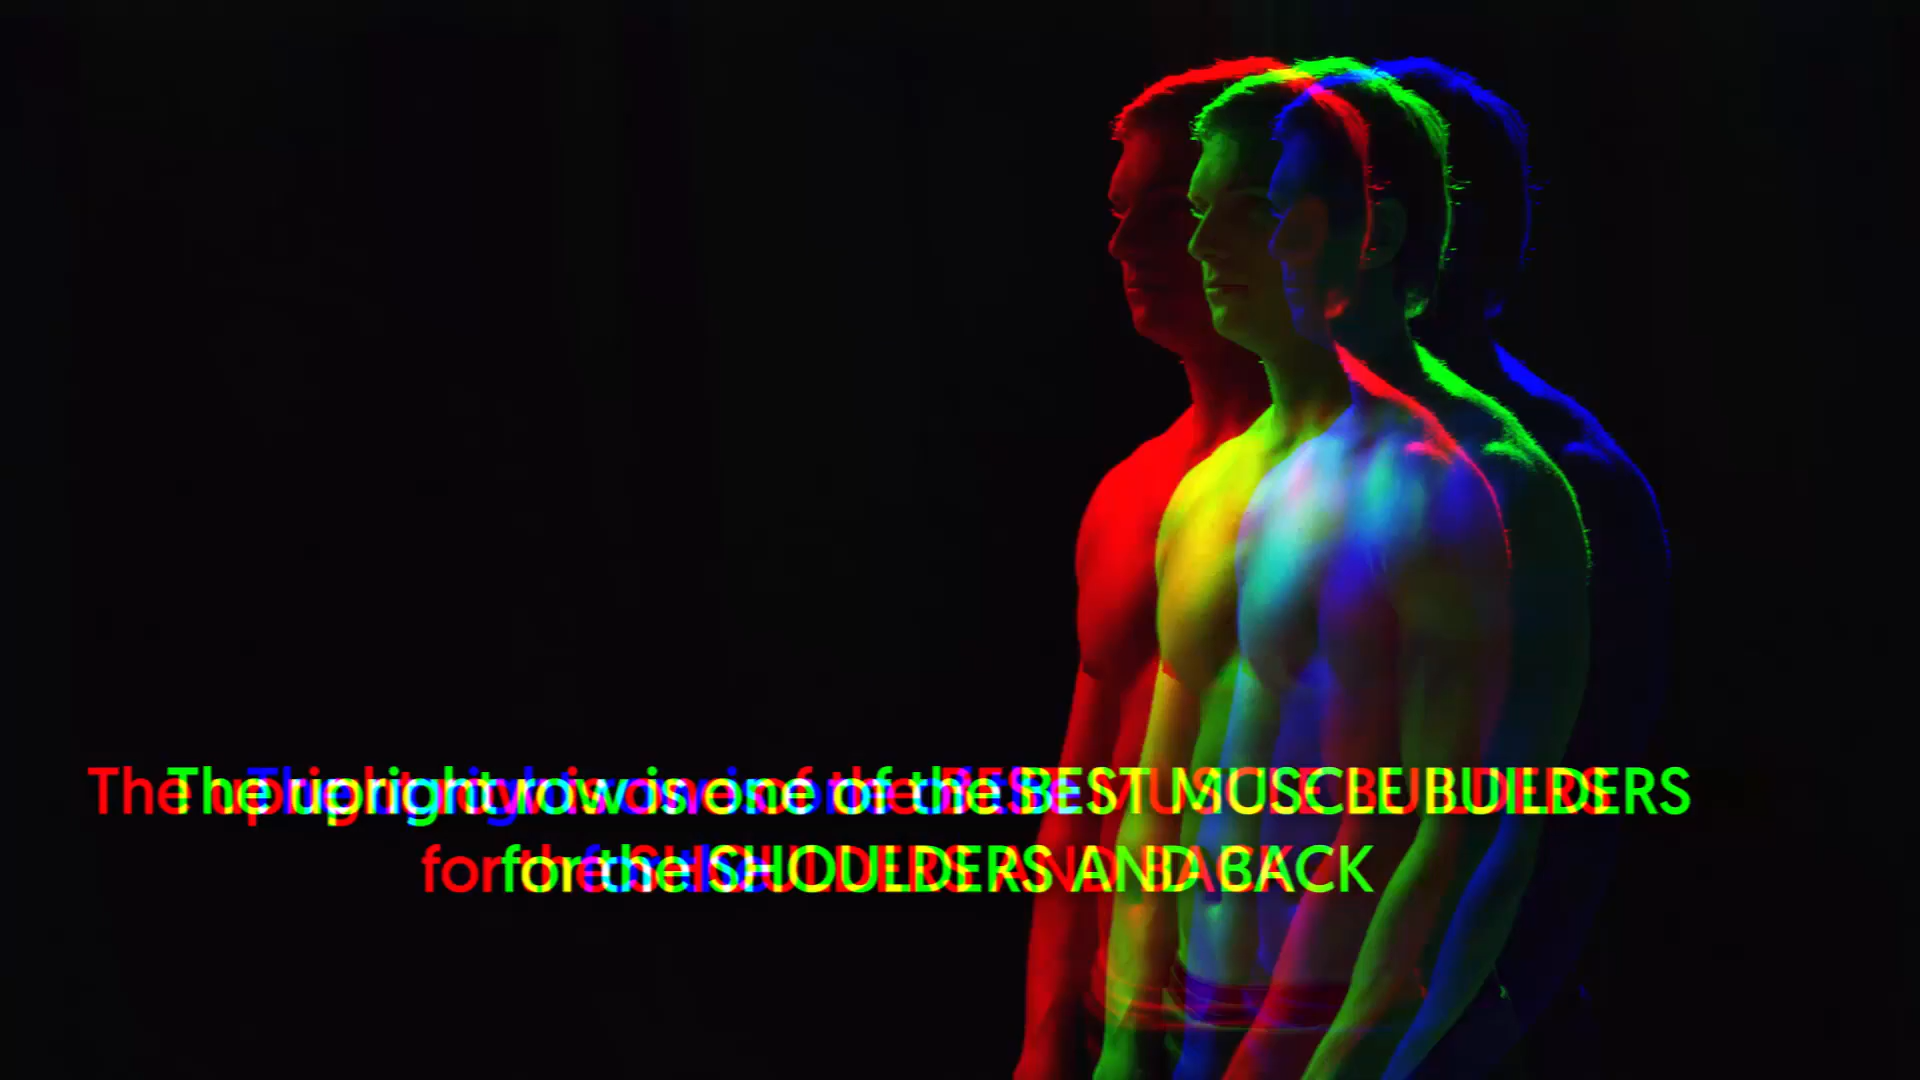 The upright row is one of the BEST MUSCLE BUILDERS
for the SHOULDERS AND BACK